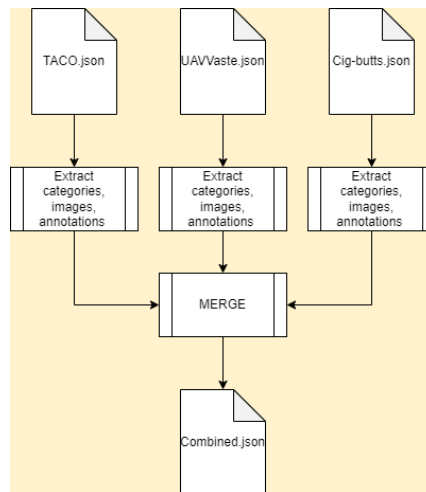 TACO.json
UAVVaste.json
Cig-butts.json
Extract
categories,
images,
annotations
Extract
categories,
images,
annotations
Extract
categories,
images,
annotations
MERGE
Combined.json